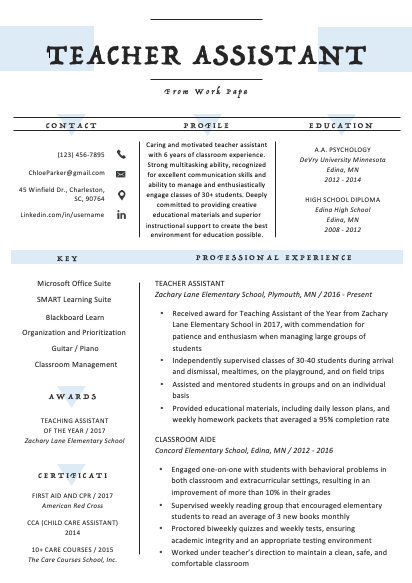 TEACHER ASSISTANT
From Work Papa
CONTACT
(123) 456-7895
ChloeParker@gmail.com
45 Winfield Dr., Charleston,
SC, 90764
Linkedin.com/in/username
PROFILE
Caring and motivated teacher assistant
with 6 years of classroom experience.
Strong multitasking ability, recognized
for excellent communication skills and
ability to manage and enthusiastically
engage classes of 30+ students. Deeply
committed to providing creative
educational materials and superior
instructional support to create the best
environment for education possible.
EDUCATION
A.A. PSYCHOLOGY
DeVry University Minnesota
Edina, MN
2012 - 2014
HIGH SCHOOL DIPLOMA
Edina High School
Edina, MN
2008 - 2012
KEY
Microsoft Office Suite
SMART Learning Suite
Blackboard Learn
Organization and Prioritization
Guitar / Piano
Classroom Management
AWARDS
TEACHING ASSISTANT
OF THE YEAR / 2017
Zachary Lane Elementary School
CERTIFICATI
FIRST AID AND CPR / 2017
American Red Cross
CCA (CHILD CARE ASSISTANT)
2014
10+ CARE COURSES / 2015
The Care Courses School, Inc.
PROFESSIONAL EXPERIENCE
TEACHER ASSISTANT
Zachary Lane Elementary School, Plymouth, MN / 2016 - Present
• Received award for Teaching Assistant of the Year from Zachary
Lane Elementary School in 2017, with commendation for
patience and enthusiasm when managing large groups of
students
• Independently supervised classes of 30-40 students during arrival
and dismissal, mealtimes, on the playground, and on field trips
• Assisted and mentored students in groups and on an individual
basis
• Provided educational materials, including daily lesson plans, and
weekly homework packets that averaged a 95% completion rate
CLASSROOM AIDE
Concord Elementary School, Edina, MN / 2012 - 2016
• Engaged one-on-one with students with behavioral problems in
both classroom and extracurricular settings, resulting in an
improvement of more than 10% in their grades
• Supervised weekly reading group that encouraged elementary
students to read an average of 3 new books monthly
• Proctored biweekly quizzes and weekly tests, ensuring
academic integrity and an appropriate testing environment
• Worked under teacher's direction to maintain a clean, safe, and
comfortable classroom